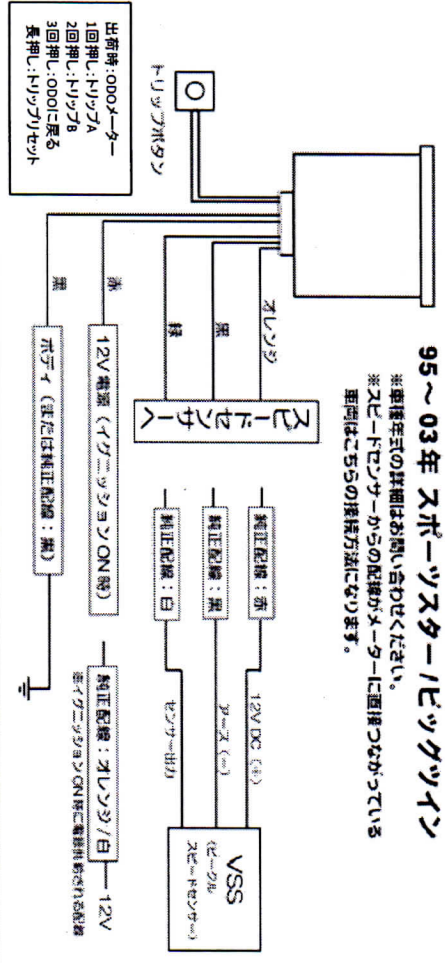 95～03年 スポーツスター/ビッグツイン
※車種年式の詳細はお問い合わせください。
※スピードセンサーからの配線がメーターに直接つながっている
車両はこちらの接続方法になります。
トリップボタン
出荷時:ODOメーター
1回押し:トリップA
2回押し:トリップB
3回押し:ODOに戻る
長押し:トリップリセット
オレンジ
黒
緑
スピードセンサーへ
純正配線：赤
純正配線：黒
純正配線：白
12V DC（＋）
アース（－）
センサー出力
VSS
（ビークル
スピードセンサー）
赤
12V電源（イグニッションON時）
純正配線：オレンジ/白
12V
※イグニッションON時に電源供給される配線
黒
ボディ（または純正配線：黒）